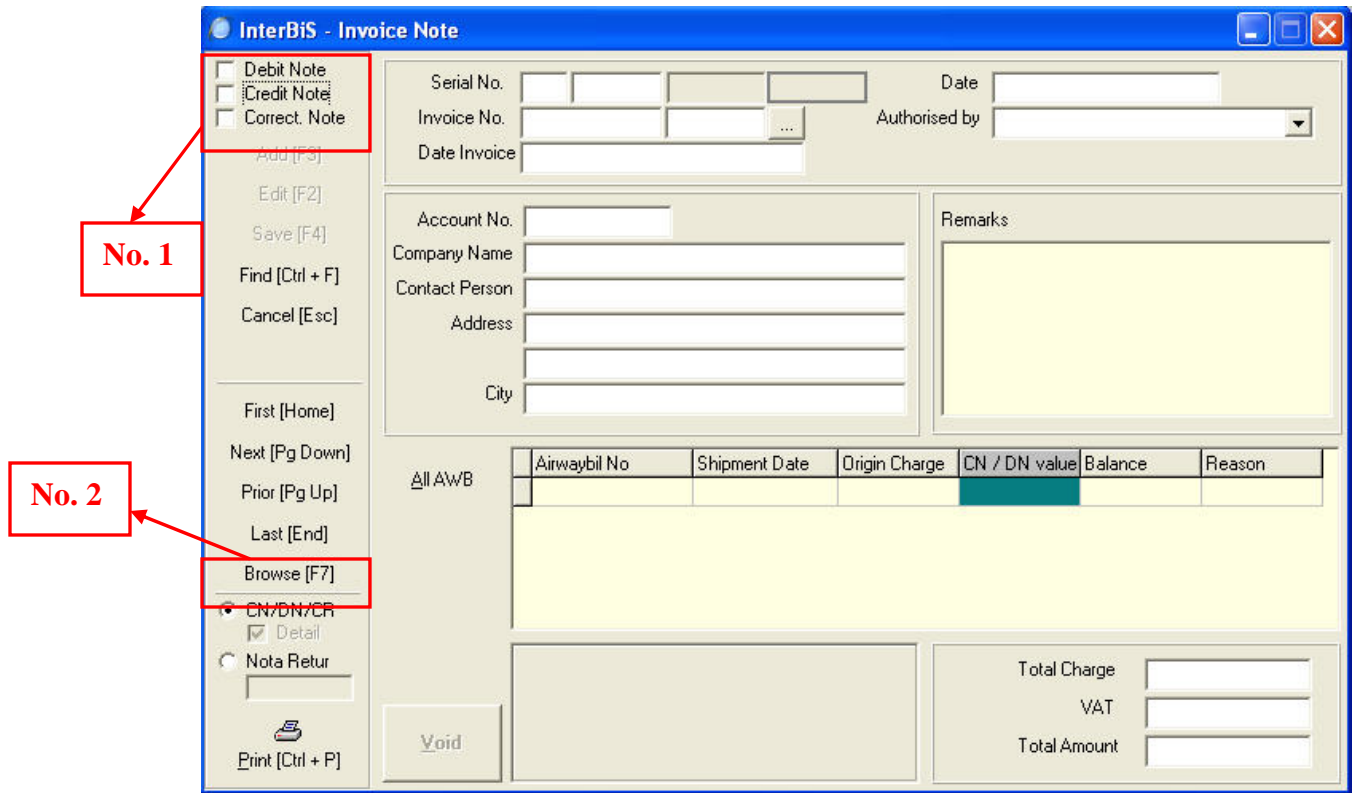 InterBiS - Invoice Note
Debit Note
Credit Note
Correct. Note
Add [F3]
Edit [F2]
Save [F4]
Find [Ctrl + F]
Cancel [Esc]
First [Home]
Next [Pg Down]
Prior [Pg Up]
Last [End]
Browse [F7]
CN/DN/CR
Detail
Nota Retur
Print [Ctrl + P]
No. 1
No. 2
Serial No.
Date
Invoice No.
...
Authorised by
Date Invoice
Account No.
Company Name
Contact Person
Address
City
Remarks
All AWB
Airwaybil No Shipment Date Origin Charge CN / DN value Balance Reason
Void
Total Charge
VAT
Total Amount